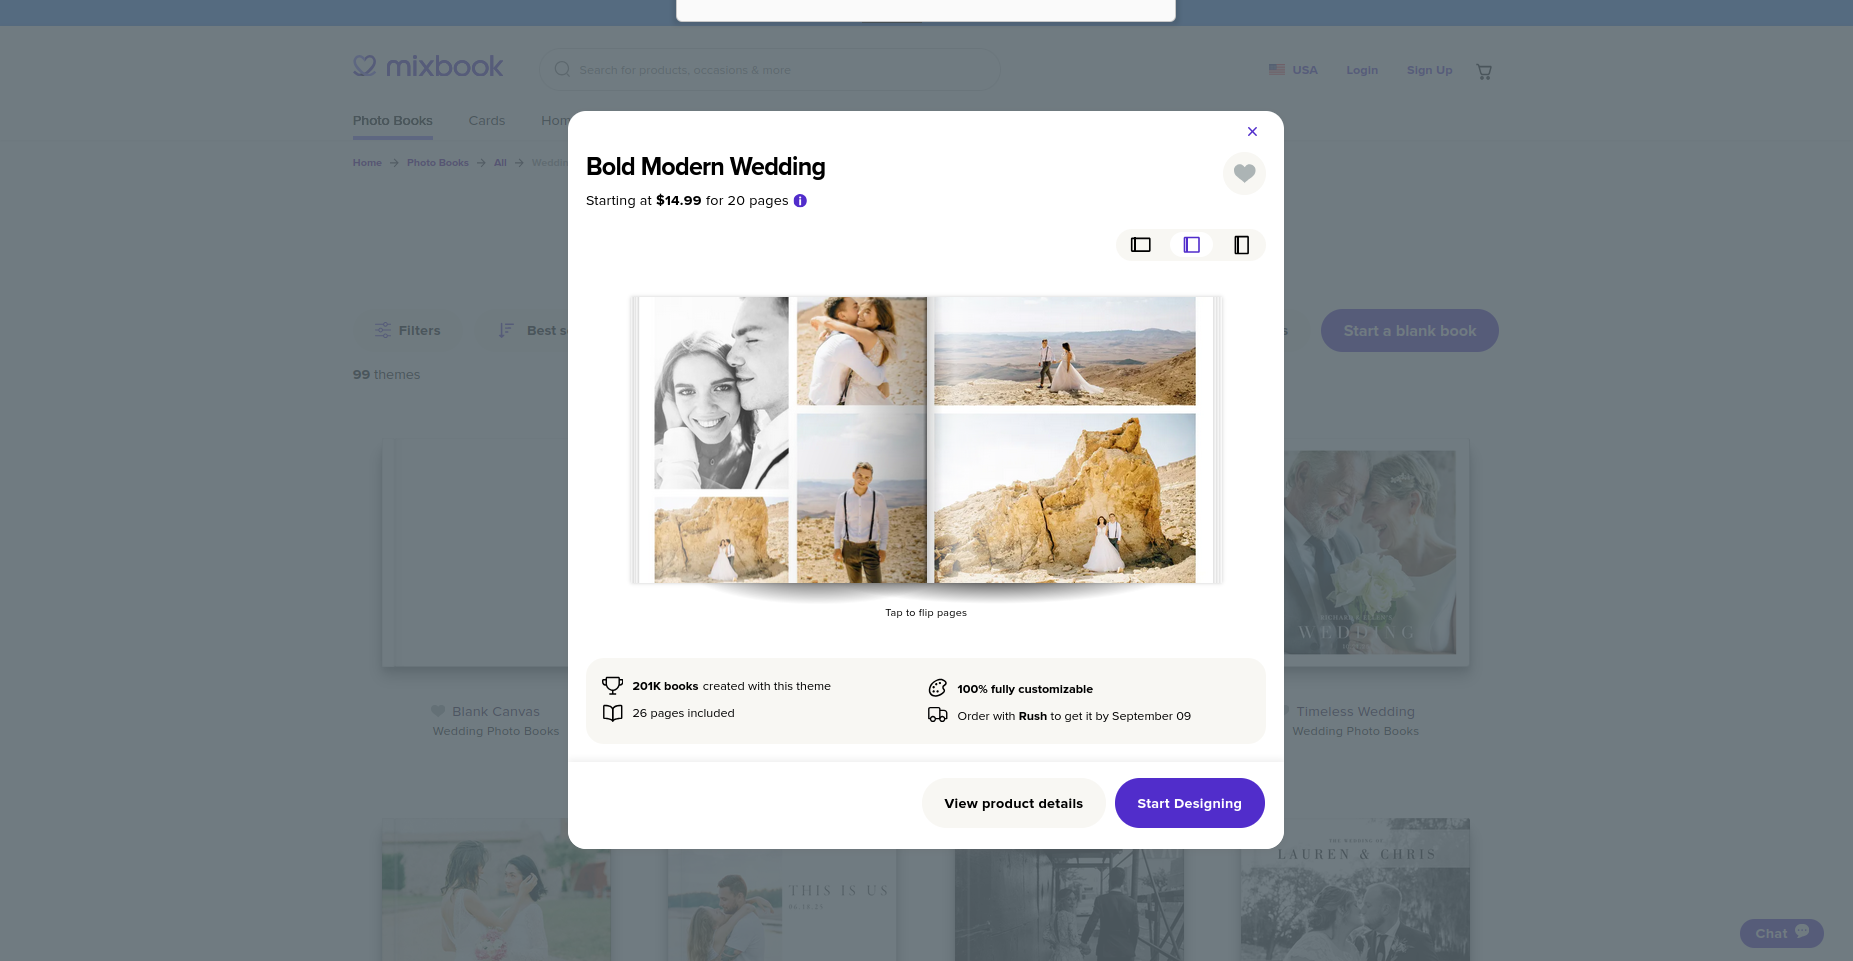 mixbook
Search for products, occasions & more
USA
Login
Sign Up
Photo Books
Cards
Hom
Home → Photo Books → All → Weddin
Bold Modern Wedding
Starting at $14.99 for 20 pages
Filters
Best s
s
Start a blank book
99 themes
Tap to flip pages
WEDDING
201K books created with this theme
100% fully customizable
26 pages included
Order with Rush to get it by September 09
Blank Canvas
Wedding Photo Books
Timeless Wedding
Wedding Photo Books
View product details
Start Designing
THE WEDDING OF
LAUREN & CHRIS
THIS IS US
Chat